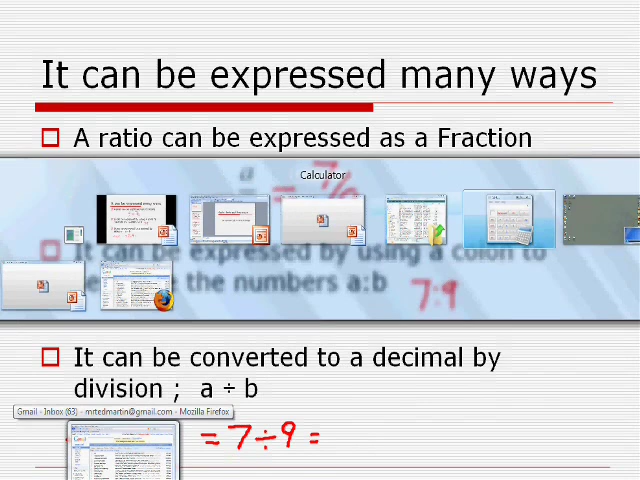 It can be expressed many ways
A ratio can be expressed as a Fraction
Calculator
a
= 7/
It can be expressed by using a colon to
the numbers a:b
7:9
It can be converted to a decimal by
division ; a ÷ b
Gmail - Inbox (63) - mrtedmartin@gmail.com - Mozilla Firefox
= 7÷9 =